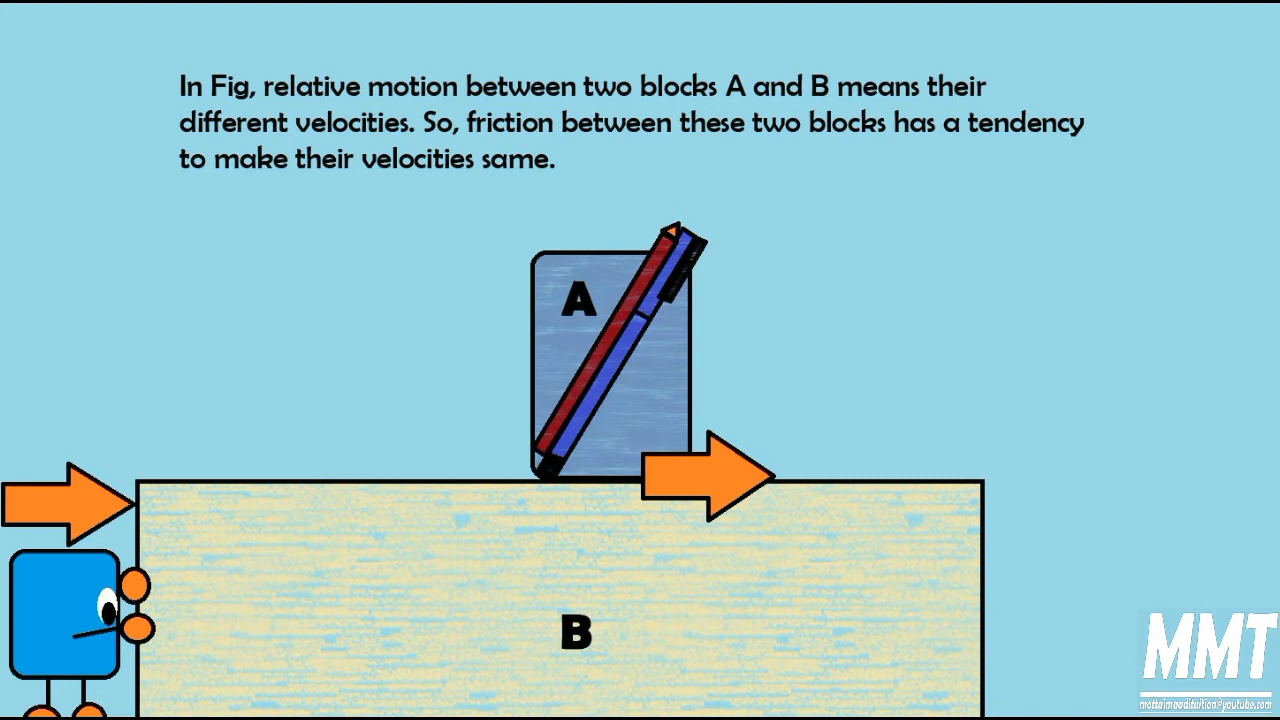 In Fig, relative motion between two blocks A and B means their
different velocities. So, friction between these two blocks has a tendency
to make their velocities same.
A
B
MMT